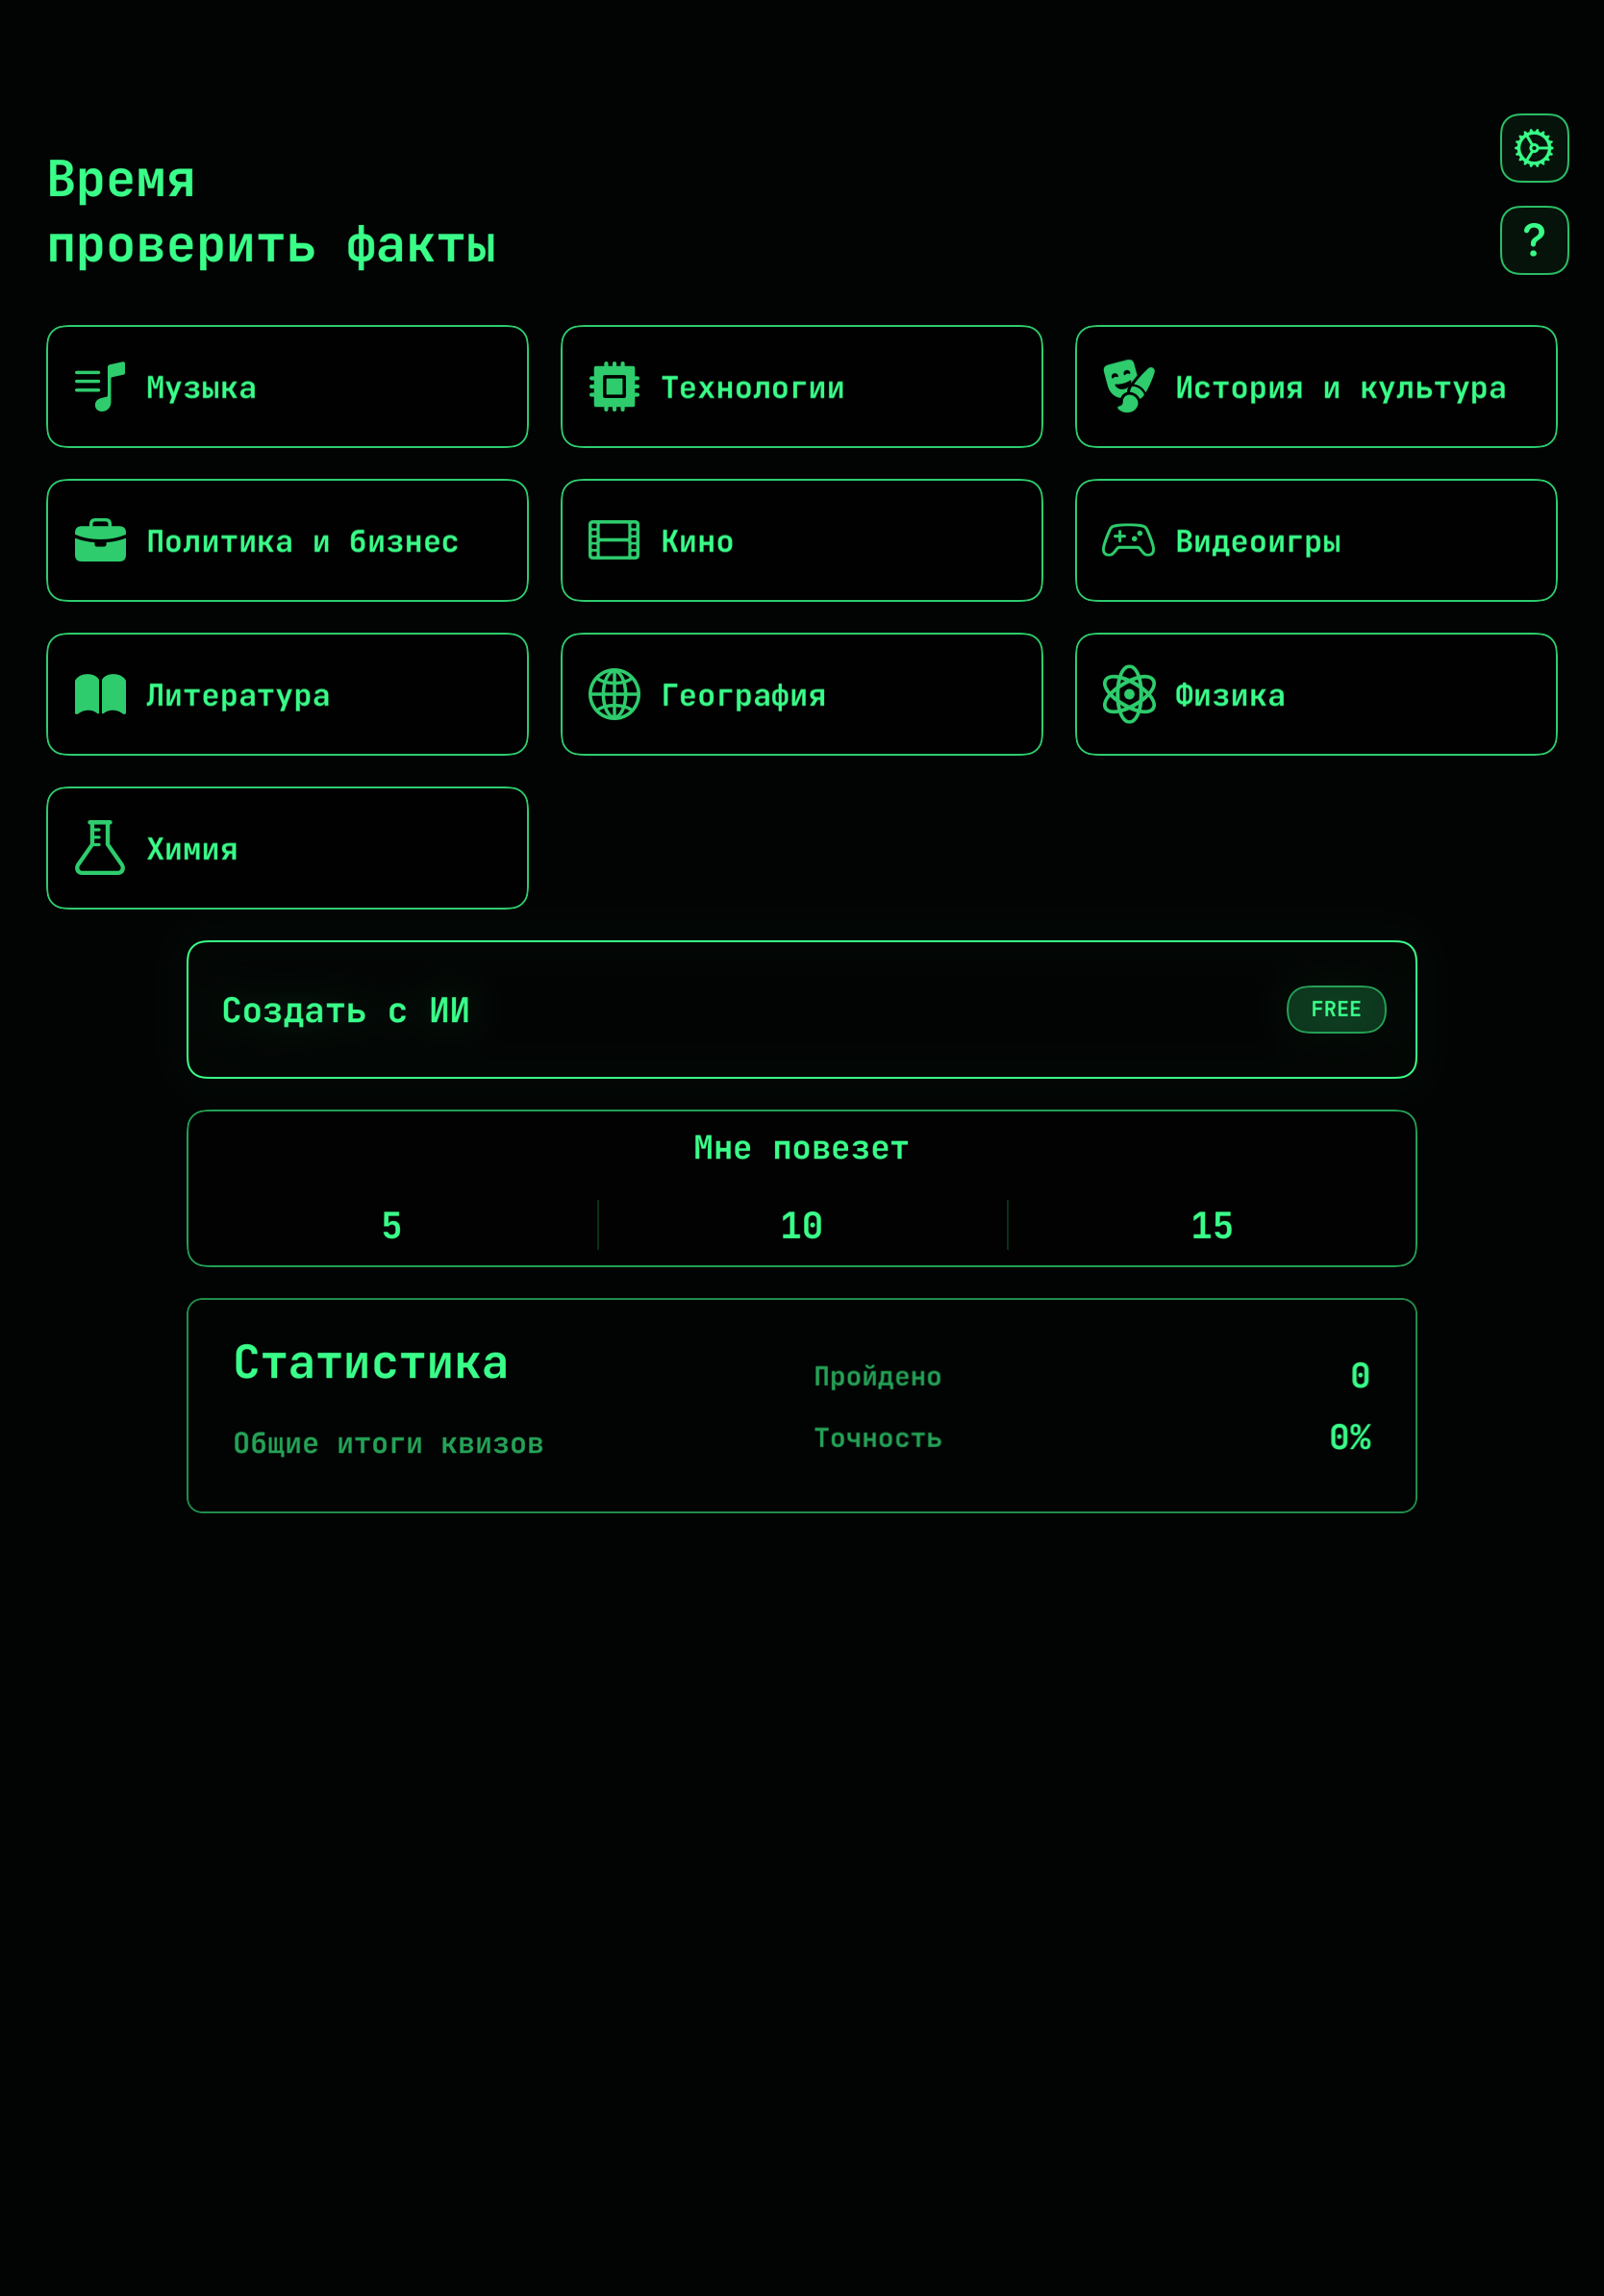 Время
проверить факты
?
Музыка
Технологии
История и культура
Политика и бизнес
Кино
Видеоигры
Литература
География
Физика
Химия
Создать с ИИ
FREE
Мне повезет
5
10
15
Статистика
Общие итоги квизов
Пройдено
0
Точность
0%